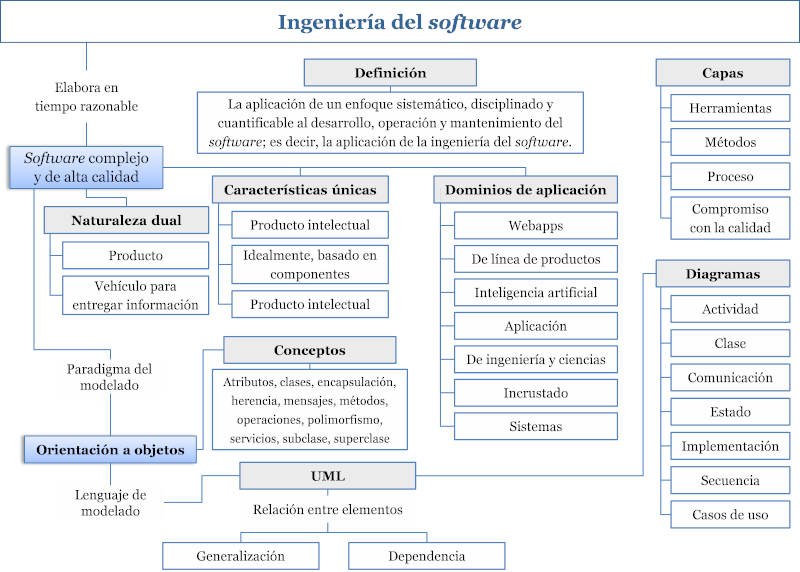 Ingeniería del software
Elabora en
tiempo razonable
Software complejo
y de alta calidad
Definición
La aplicación de un enfoque sistemático, disciplinado y
cuantificable al desarrollo, operación y mantenimiento del
software; es decir, la aplicación de la ingeniería del software.
Capas
Herramientas
Métodos
Proceso
Compromiso
con la calidad
Naturaleza dual
Producto
Vehículo para
entregar información
Características únicas
Producto intelectual
Idealmente, basado en
componentes
Producto intelectual
Dominios de aplicación
Webapps
De línea de productos
Inteligencia artificial
Aplicación
De ingeniería y ciencias
Incrustado
Sistemas
Diagramas
Actividad
Clase
Comunicación
Estado
Implementación
Secuencia
Casos de uso
Paradigma del
modelado
Conceptos
Atributos, clases, encapsulación,
herencia, mensajes, métodos,
operaciones, polimorfismo,
servicios, subclase, superclase
Orientación a objetos
Lenguaje de
modelado
UML
Relación entre elementos
Generalización
Dependencia